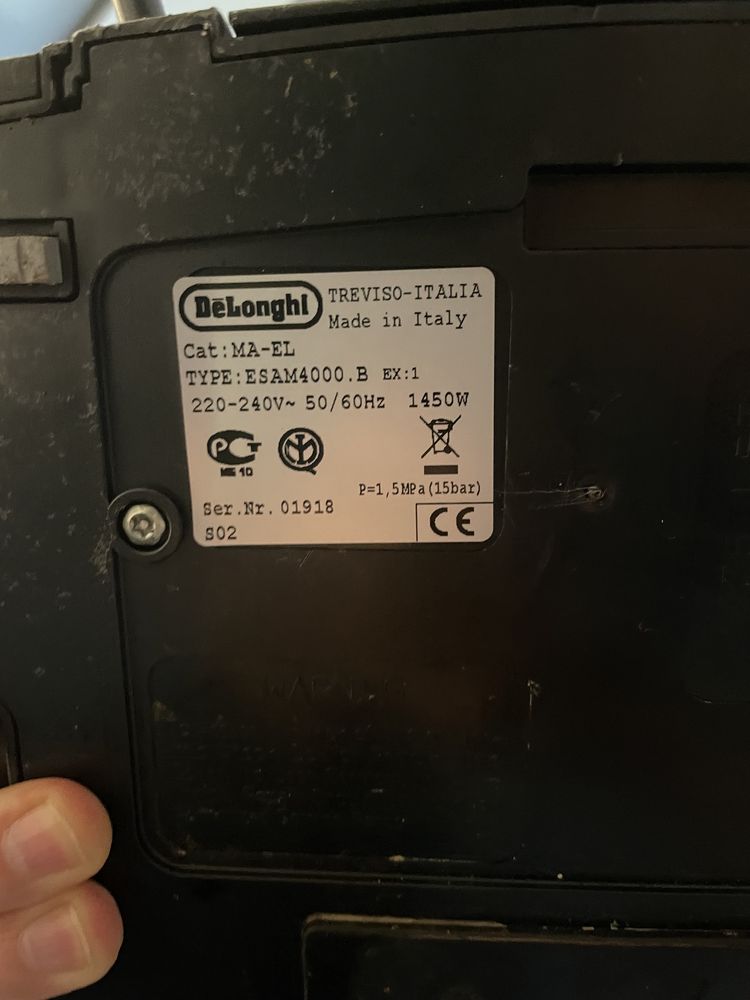 DēLonghi
TREVISO-ITALIA
Made in Italy
Cat:MA-EL
TYPE:ESAM4000.B EX:1
220-240V~ 50/60Hz 1450W
P=1,5MPa(15bar)
Ser.Nr. 01918
S02
CE
WARNING